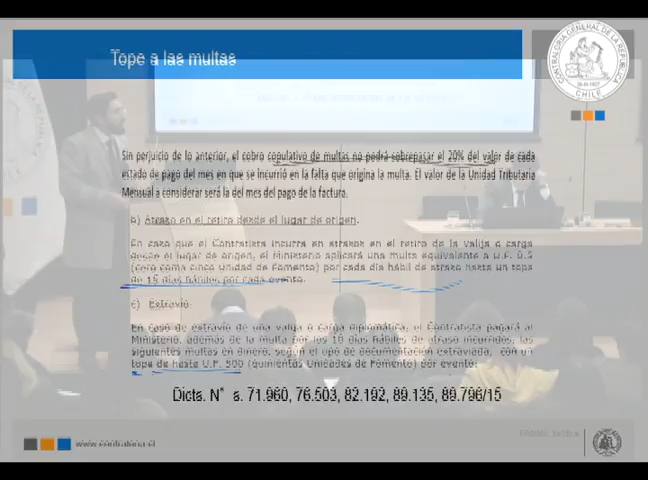 Tope a las multas
CONTRALORÍA GENERAL DE LA REPÚBLICA
CHILE
Sin perjuicio de lo anterior, el cobro copulativo de multas no podrá sobrepasar el 20% del valor de cada
estado de pago del mes en que se incurrió en la falta que origina la multa. El valor de la Unidad Tributaria
Mensual a considerar será la del mes del pago de la factura.
b) Atraso en el retiro desde el lugar de origen.
En caso que el Contratista incurra en atrasos en el retiro de la valija o carga
desde el lugar de origen, el Ministerio aplicará una multa equivalente a U.F. 0.5
(cero coma cinco Unidad de Fomento) por cada día hábil de atraso hasta un tope
de 15 días hábiles por cada evento.
c) Extravío.
En caso de extravío de una valija o carga diplomática, el Contratista pagará al
Ministerio, además de la multa por los 10 días hábiles de atraso incurridos, las
siguientes multas en dinero, según el tipo de documentación extraviada, con un
tope de hasta U.F. 500 (quinientas Unidades de Fomento) por evento:
Dicts. N° s. 71.960, 76.503, 82.192, 89.135, 89.796/15
www.contraloria.cl